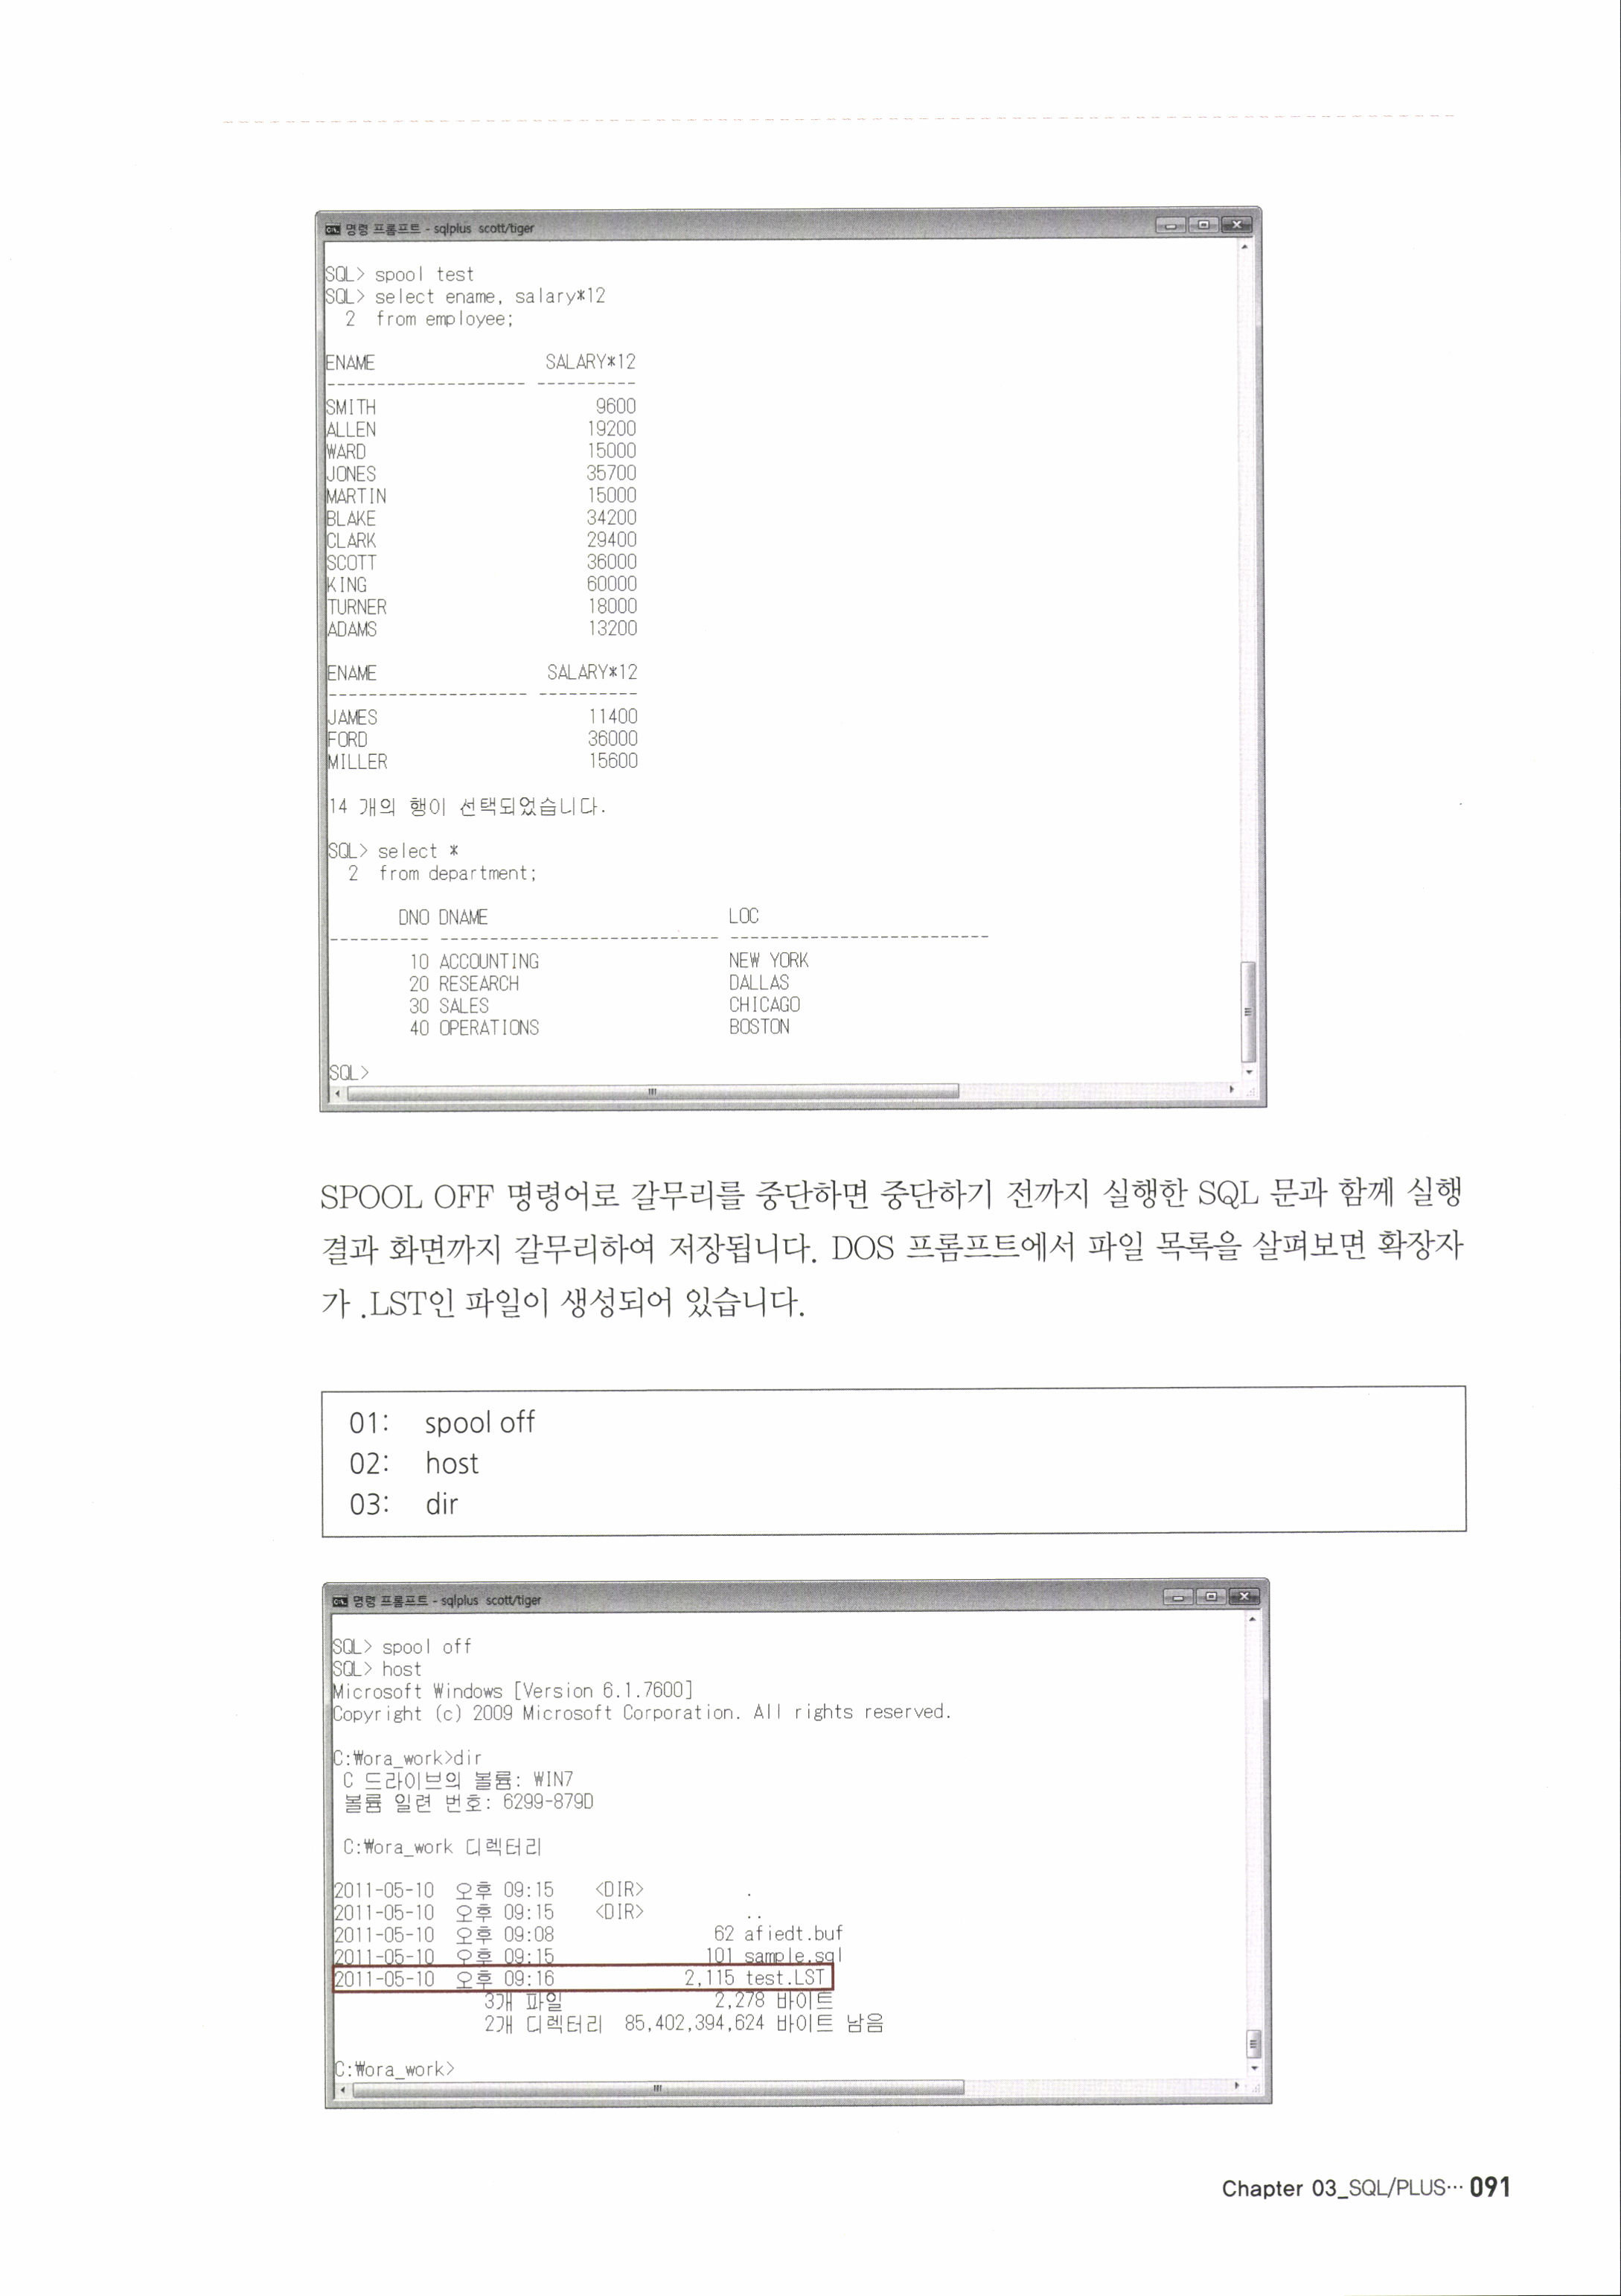 명령 프롬프트 - sqlplus scott/tiger
SQL> spool test
SQL> select ename, salary*12
  2  from employee;
ENAME                SALARY*12
-------------------- ----------
SMITH                      9600
ALLEN                     19200
WARD                      15000
JONES                     35700
MARTIN                    15000
BLAKE                     34200
CLARK                     29400
SCOTT                     36000
KING                      60000
TURNER                    18000
ADAMS                     13200
ENAME                SALARY*12
-------------------- ----------
JAMES                     11400
FORD                      36000
MILLER                    15600
14 개의 행이 선택되었습니다.
SQL> select *
  2  from department;
       DNO DNAME                        LOC
---------- ---------------------------- --------------------------
        10 ACCOUNTING                   NEW YORK
        20 RESEARCH                     DALLAS
        30 SALES                        CHICAGO
        40 OPERATIONS                   BOSTON
SQL>
SPOOL OFF 명령어로 갈무리를 중단하면 중단하기 전까지 실행한 SQL 문과 함께 실행
결과 화면까지 갈무리하여 저장됩니다. DOS 프롬프트에서 파일 목록을 살펴보면 확장자
가 .LST인 파일이 생성되어 있습니다.
01: spool off
02: host
03: dir
명령 프롬프트 - sqlplus scott/tiger
SQL> spool off
SQL> host
Microsoft Windows [Version 6.1.7600]
Copyright (c) 2009 Microsoft Corporation. All rights reserved.
C:₩ora_work>dir
 C 드라이브의 볼륨: WIN7
 볼륨 일련 번호: 6299-879D
 C:₩ora_work 디렉터리
2011-05-10  오후 09:15    <DIR>          .
2011-05-10  오후 09:15    <DIR>          ..
2011-05-10  오후 09:08                62 afiedt.buf
2011-05-10  오후 09:15               101 sample.sql
2011-05-10  오후 09:16             2,115 test.LST
               3개 파일               2,278 바이트
               2개 디렉터리  85,402,394,624 바이트 남음
C:₩ora_work>
Chapter 03_SQL/PLUS··· 091